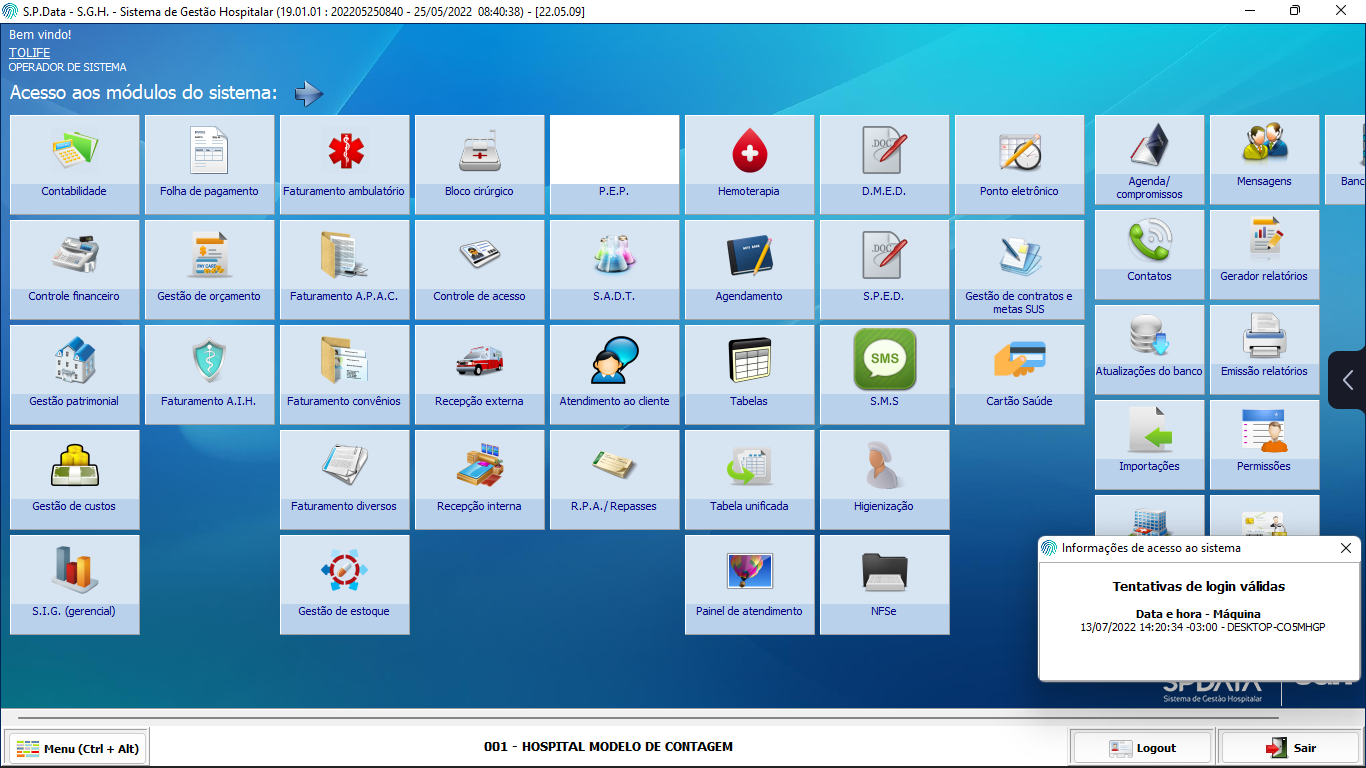 S.P.Data - S.G.H. - Sistema de Gestão Hospitalar (19.01.01 : 202205250840 - 25/05/2022 08:40:38) - [22.05.09]
Bem vindo!
TOLIFE
OPERADOR DE SISTEMA
Acesso aos módulos do sistema:
Contabilidade
Folha de pagamento
Faturamento ambulatório
Bloco cirúrgico
P.E.P.
Hemoterapia
D.M.E.D.
Ponto eletrônico
Agenda/
compromissos
Mensagens
Controle financeiro
Gestão de orçamento
Faturamento A.P.A.C.
Controle de acesso
S.A.D.T.
Agendamento
S.P.E.D.
Gestão de contratos e
metas SUS
Contatos
Gerador relatórios
Gestão patrimonial
Faturamento A.I.H.
Faturamento convênios
Recepção externa
Atendimento ao cliente
Tabelas
SMS
S.M.S
Cartão Saúde
Atualizações do banco
Emissão relatórios
Gestão de custos
Faturamento diversos
Recepção interna
R.P.A./ Repasses
Tabela unificada
Higienização
Importações
Permissões
S.I.G. (gerencial)
Gestão de estoque
Painel de atendimento
NFSe
Informações de acesso ao sistema
Tentativas de login válidas
Data e hora - Máquina
13/07/2022 14:20:34 -03:00 - DESKTOP-CO5MHGP
SPDATA
Sistema de Gestão Hospitalar
Menu (Ctrl + Alt)
001 - HOSPITAL MODELO DE CONTAGEM
Logout
Sair